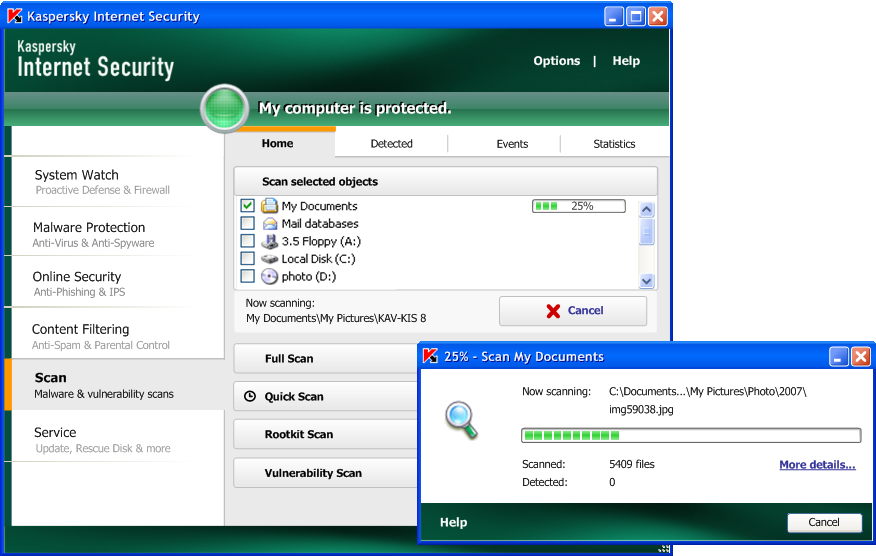 Kaspersky Internet Security
Kaspersky
Internet Security
Options | Help
My computer is protected.
Home
Detected
Events
Statistics
System Watch
Proactive Defense & Firewall
Malware Protection
Anti-Virus & Anti-Spyware
Online Security
Anti-Phishing & IPS
Content Filtering
Anti-Spam & Parental Control
Scan
Malware & vulnerability scans
Service
Update, Rescue Disk & more
Scan selected objects
My Documents 25%
Mail databases
3.5 Floppy (A:)
Local Disk (C:)
photo (D:)
Now scanning:
My Documents\My Pictures\KAV-KIS 8
Cancel
Full Scan
Quick Scan
Rootkit Scan
Vulnerability Scan
25% - Scan My Documents
Now scanning: C:\Documents...\My Pictures\Photo\2007\
img59038.jpg
Scanned: 5409 files More details...
Detected: 0
Help
Cancel